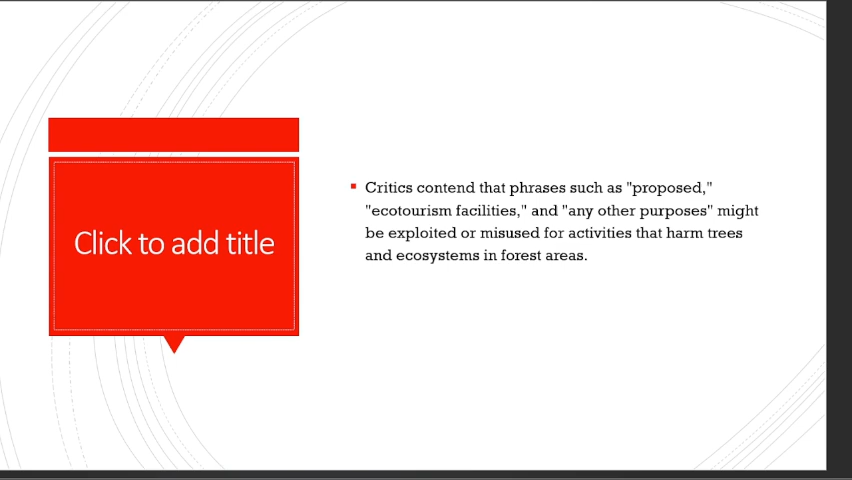 Click to add title
Critics contend that phrases such as "proposed,"
"ecotourism facilities," and "any other purposes" might
be exploited or misused for activities that harm trees
and ecosystems in forest areas.